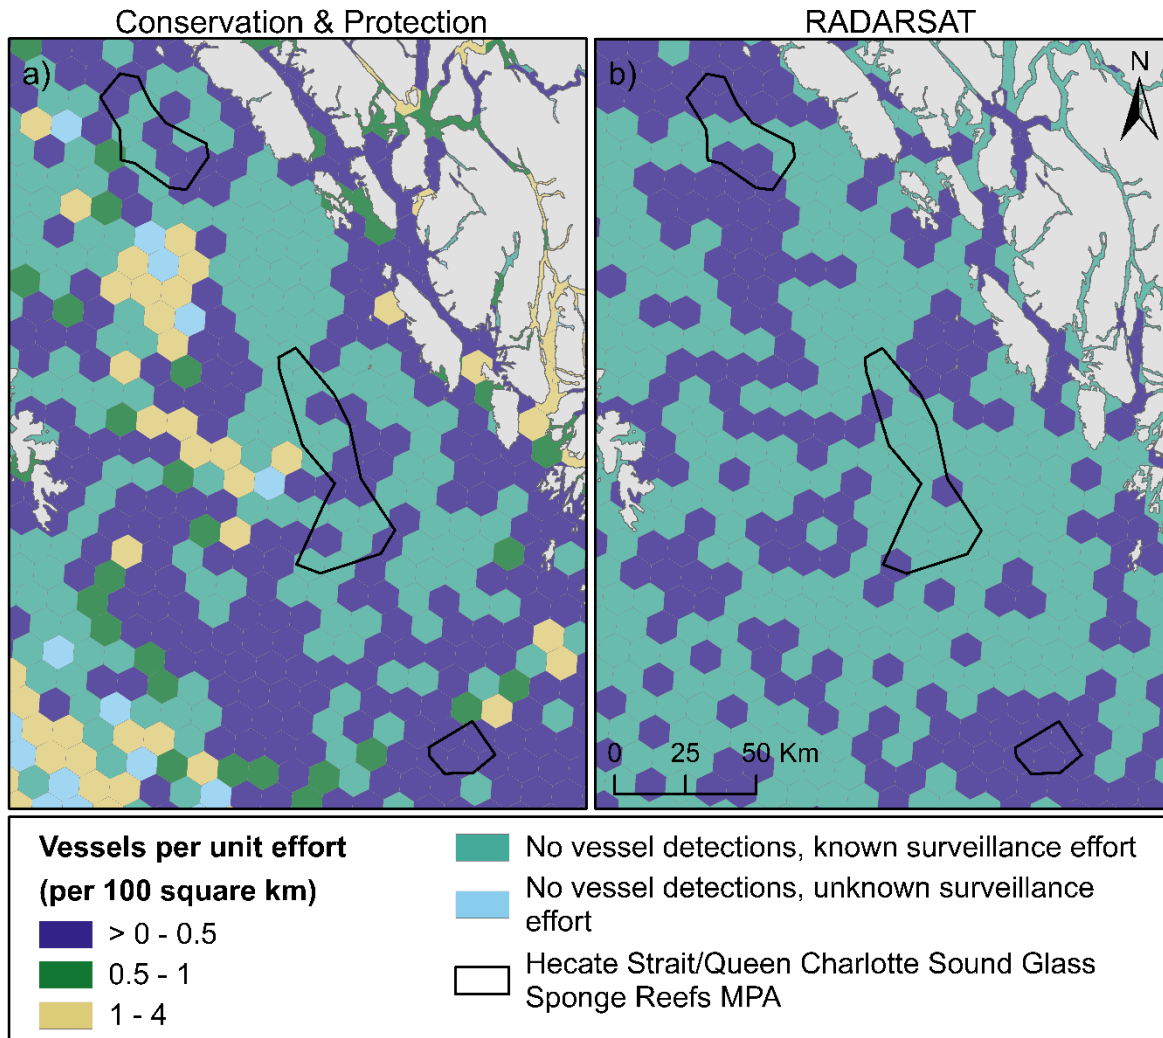 Conservation & Protection
RADARSAT
a)
b)
N
0 25 50 Km
Vessels per unit effort
(per 100 square km)
> 0 - 0.5
0.5 - 1
1 - 4
No vessel detections, known surveillance effort
No vessel detections, unknown surveillance
effort
Hecate Strait/Queen Charlotte Sound Glass
Sponge Reefs MPA